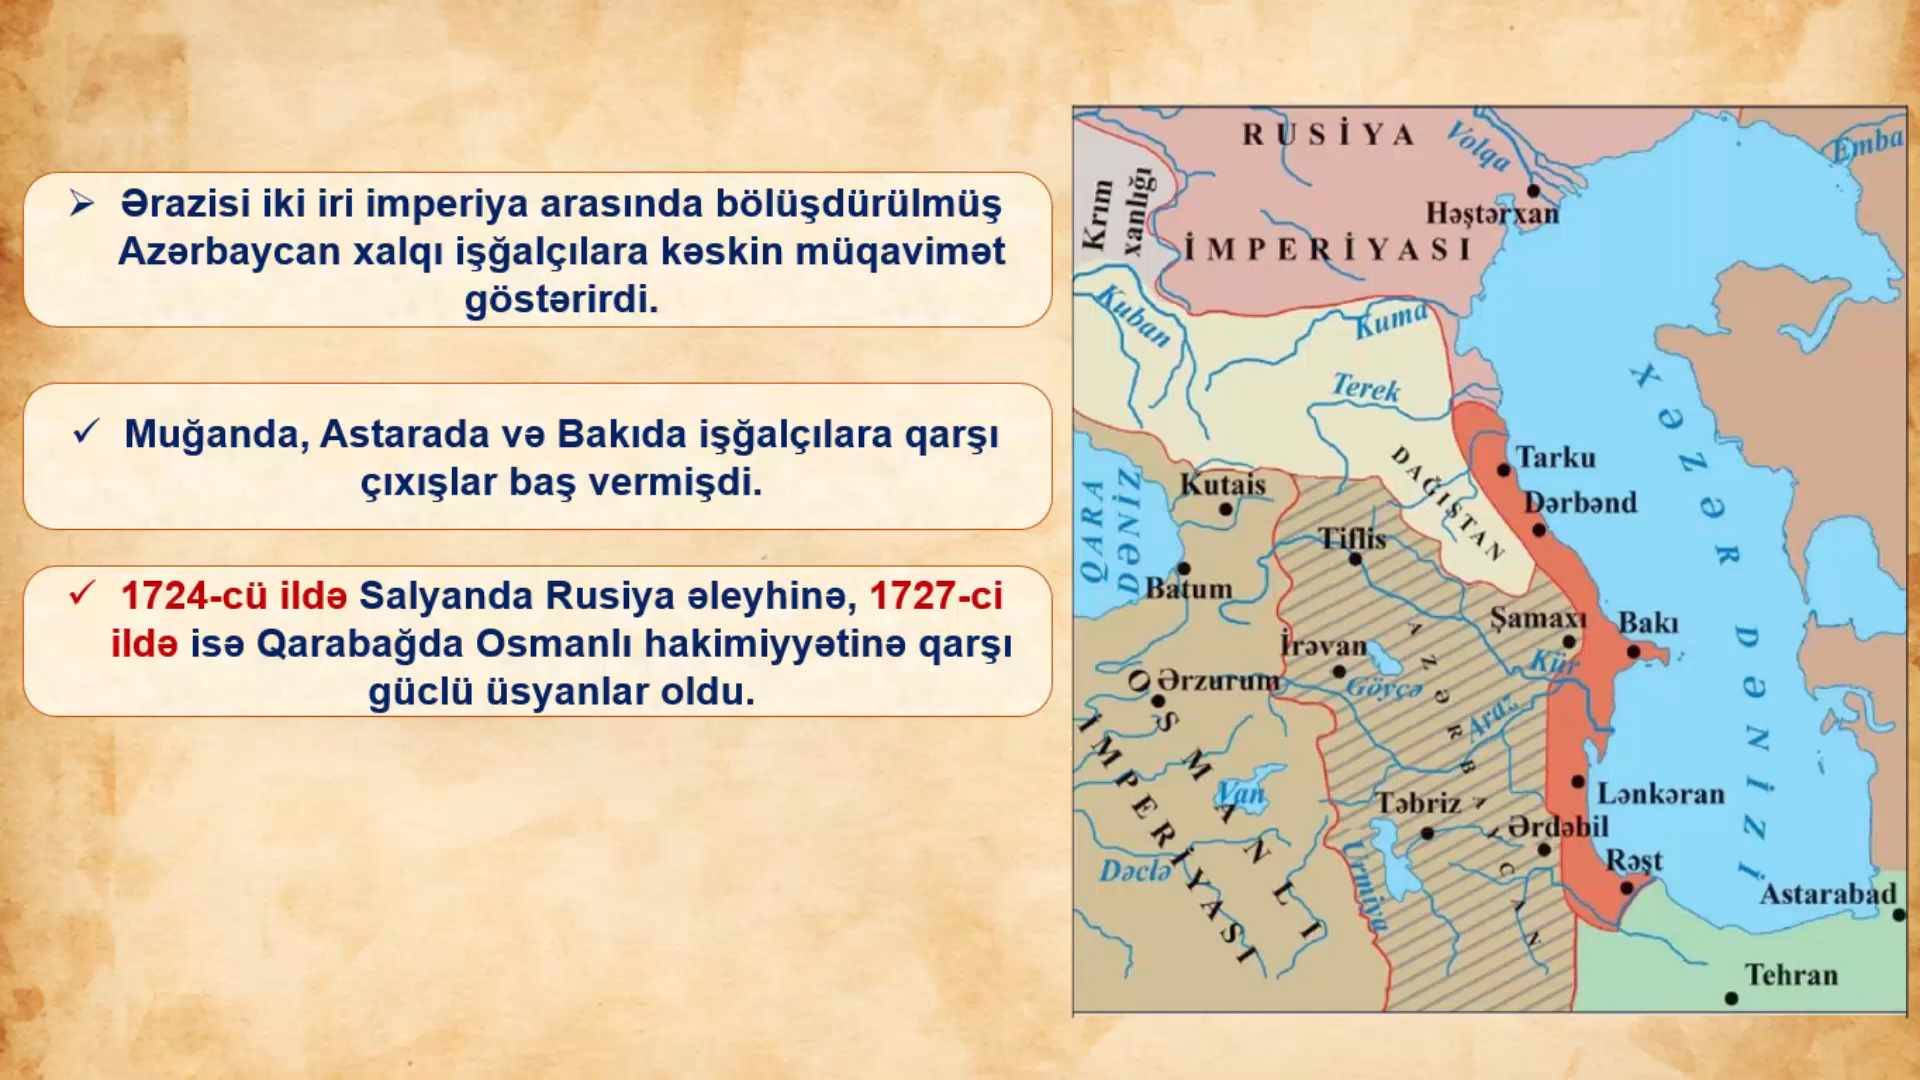 ➢ Ərazisi iki iri imperiya arasında bölüşdürülmüş
Azərbaycan xalqı işğalçılara kəskin müqavimət
göstərirdi.
✓ Muğanda, Astarada və Bakıda işğalçılara qarşı
çıxışlar baş vermişdi.
✓ 1724-cü ildə Salyanda Rusiya əleyhinə, 1727-ci
ildə isə Qarabağda Osmanlı hakimiyyətinə qarşı
güclü üsyanlar oldu.
RUSİYA
İMPERİYASI
Volqa
Emba
Həştərxan
Krım
xanlığı
Kuban
Kuma
Terek
XƏZƏR DƏNİZİ
DAĞISTAN
Tarku
Dərbənd
QARA
DƏNİZ
Kutais
Tiflis
Batum
Şamaxı
Bakı
İrəvan
Göyçə
Kür
Araz
Ərzurum
AZƏRBAYCAN
OSMANLI
İMPERİYASI
Van
Təbriz
Lənkəran
Ərdəbil
Rəşt
Urmiya
Dəclə
Astarabad
Tehran